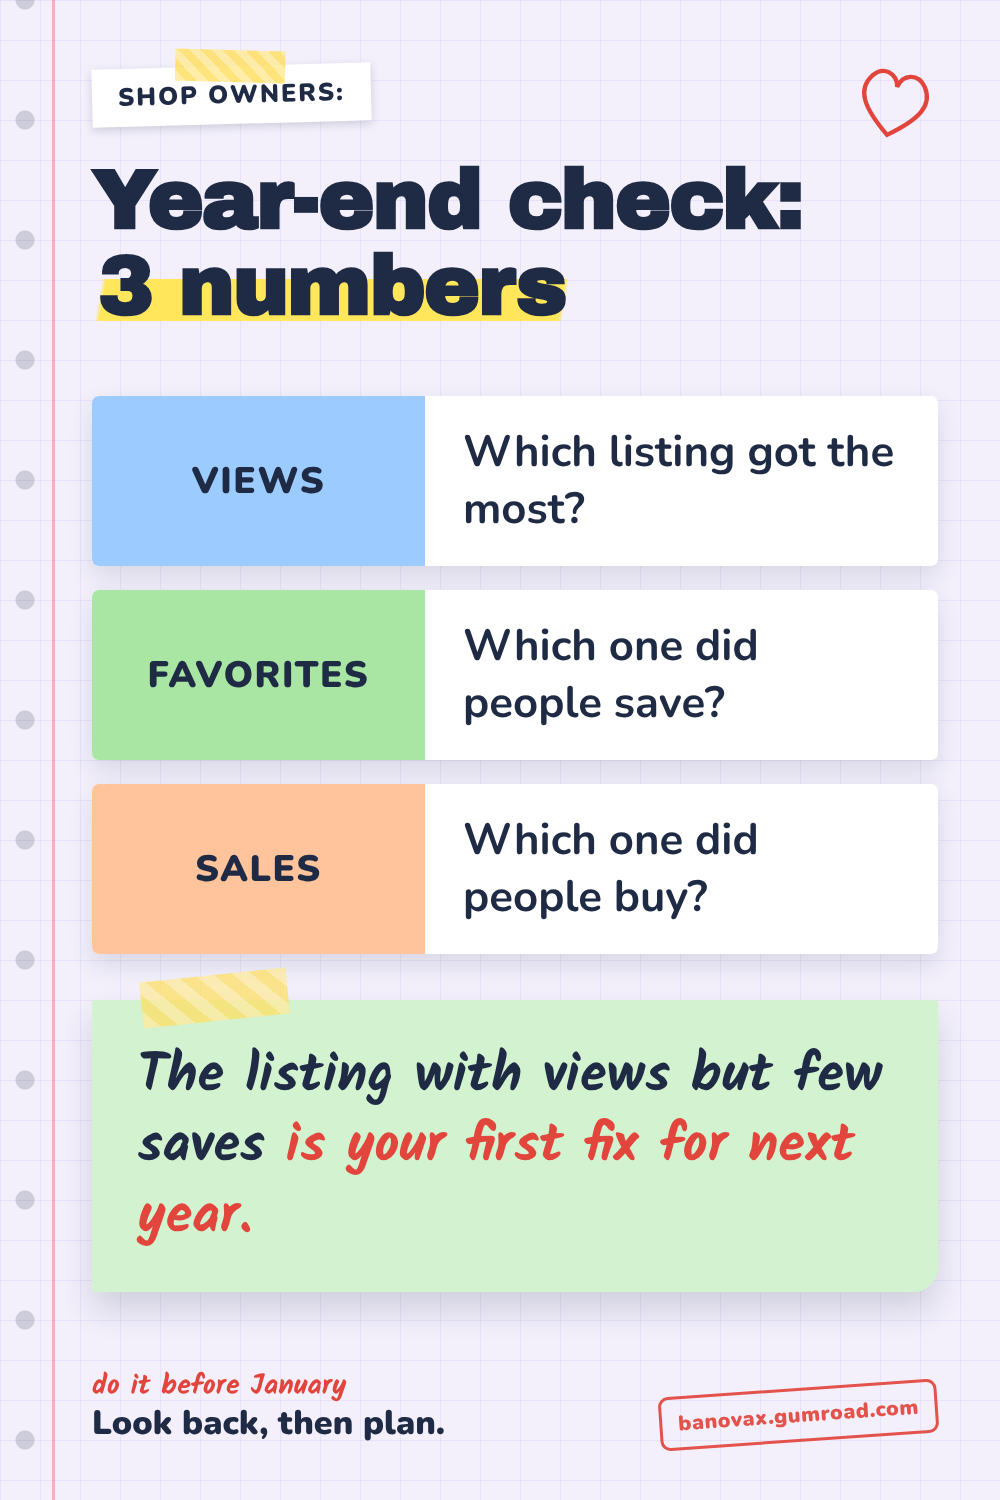 SHOP OWNERS:
Year-end check:
3 numbers
VIEWS
Which listing got the
most?
FAVORITES
Which one did
people save?
SALES
Which one did
people buy?
The listing with views but few
saves is your first fix for next
year.
do it before January
Look back, then plan.
banovax.gumroad.com